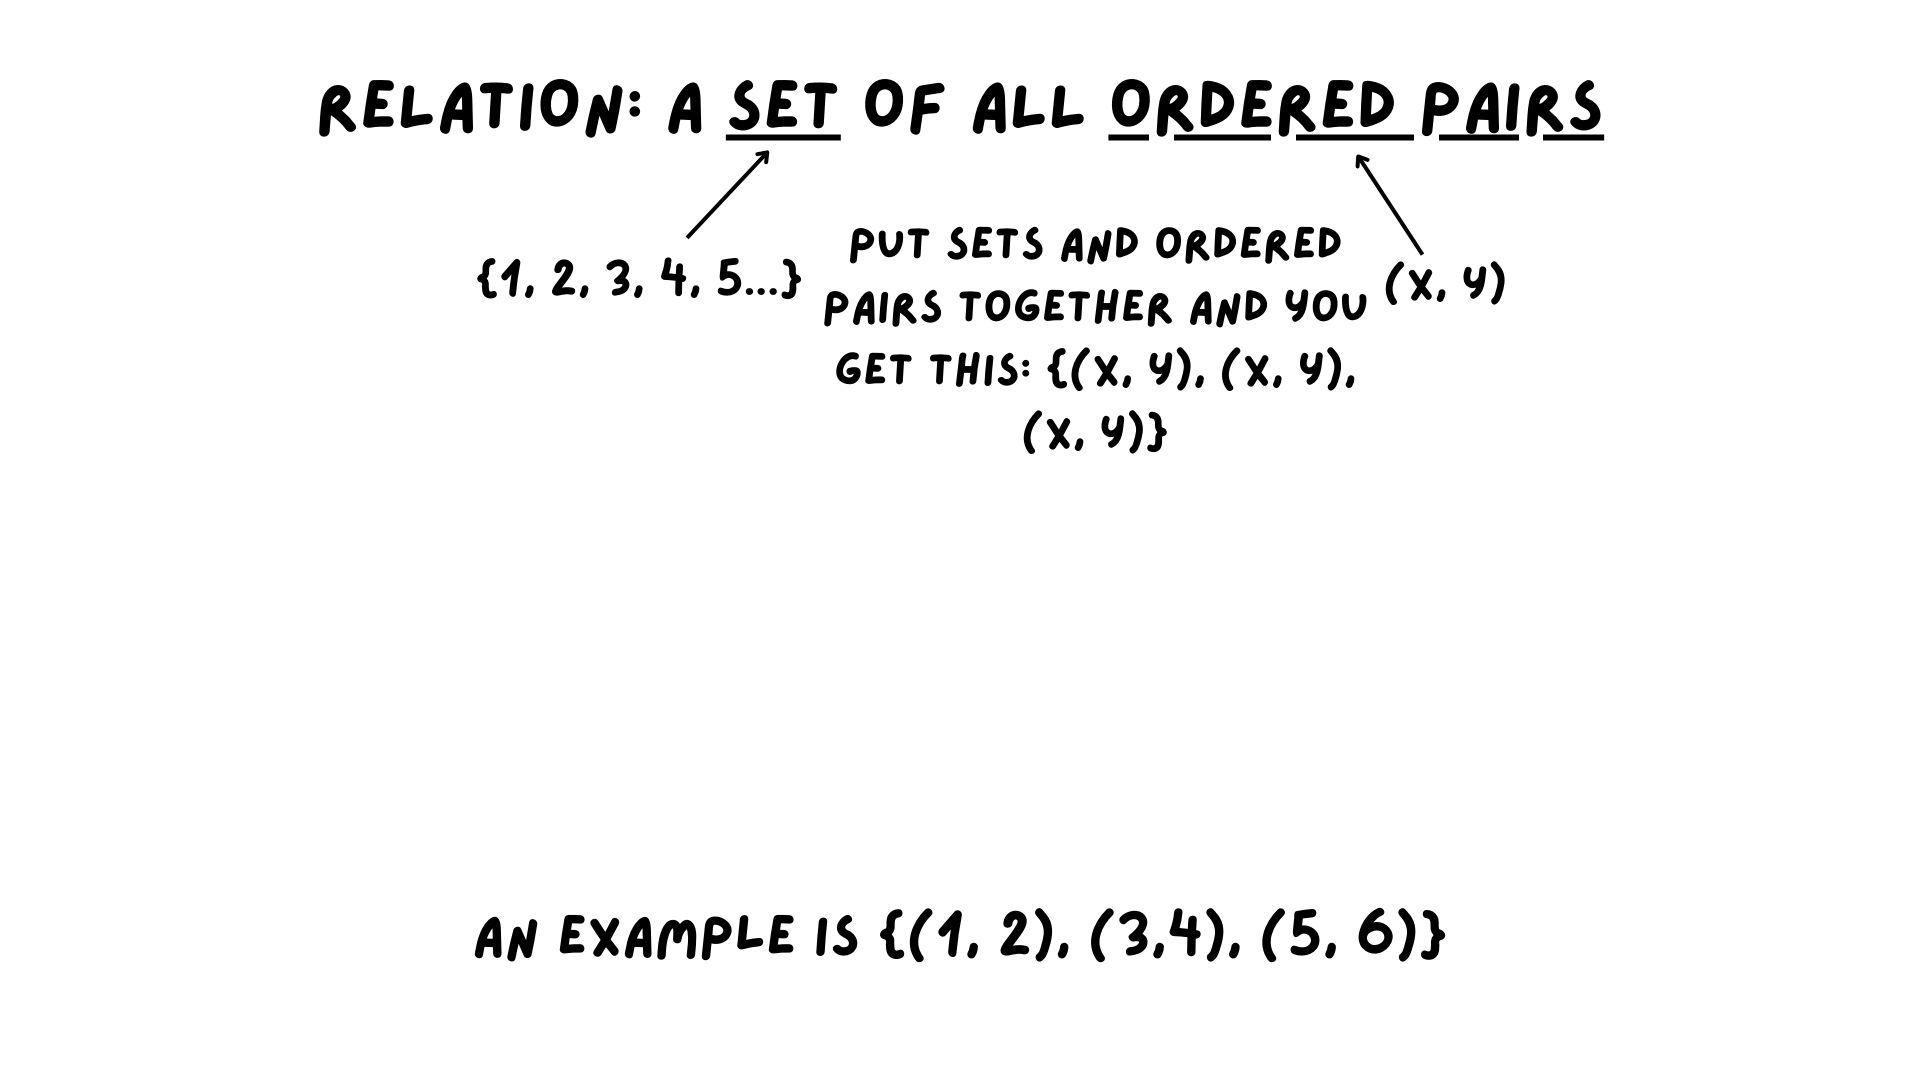 RELATION: A SET OF ALL ORDERED PAIRS
{1, 2, 3, 4, 5...}
PUT SETS AND ORDERED
PAIRS TOGETHER AND YOU
GET THIS: {(X, Y), (X, Y),
(X, Y)}
(X, Y)
AN EXAMPLE IS {(1, 2), (3,4), (5, 6)}